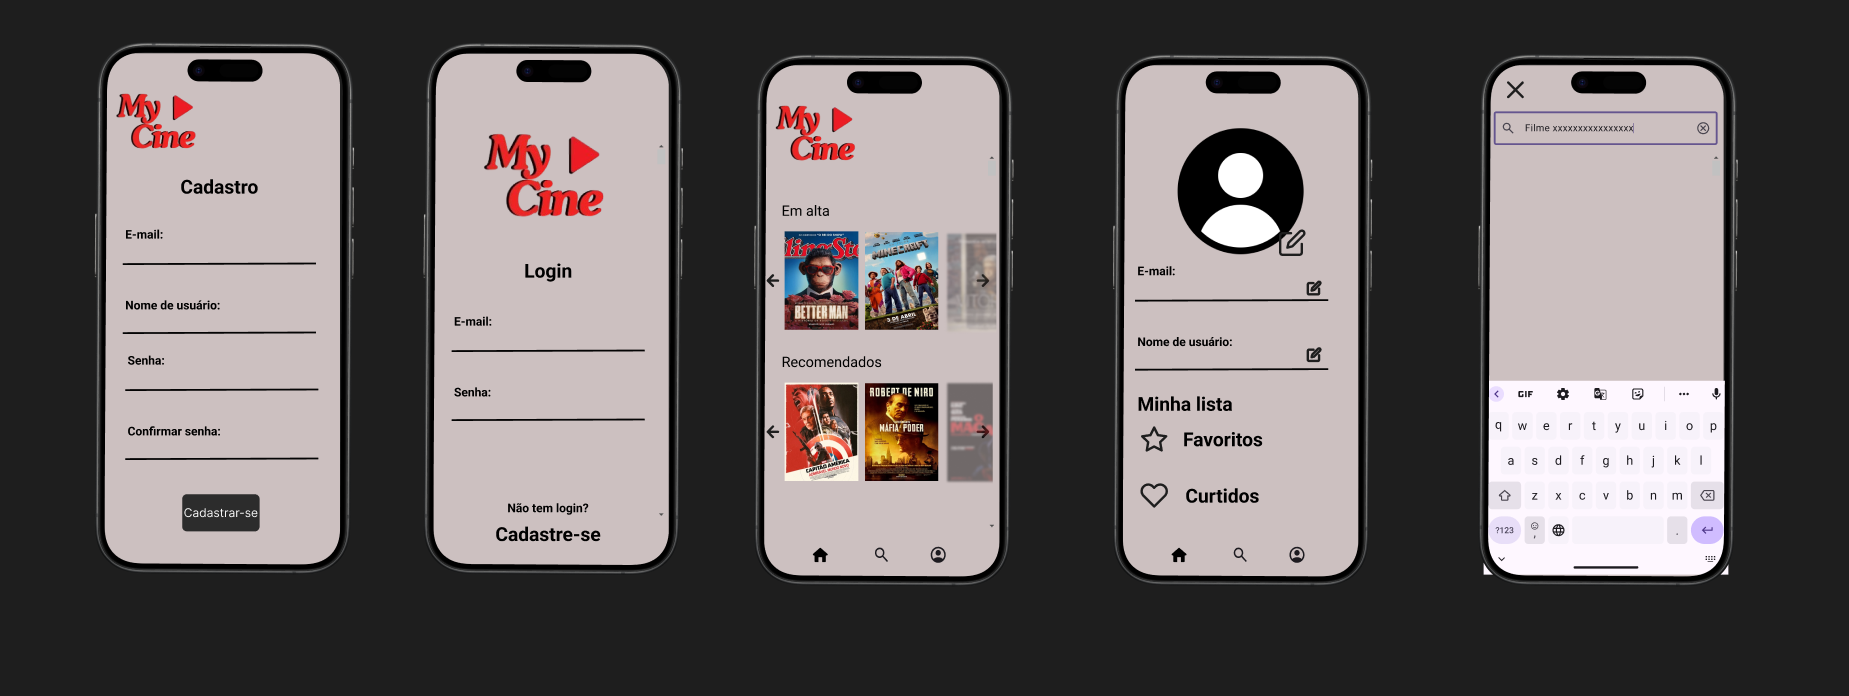 My
Cine
Cadastro
E-mail:
Nome de usuário:
Senha:
Confirmar senha:
Cadastrar-se
My
Cine
Login
E-mail:
Senha:
Não tem login?
Cadastre-se
My
Cine
Em alta
BETTER MAN
MINECRAFT
3 DE ABRIL
Recomendados
CAPITÃO AMÉRICA
ROBERT DE NIRO
MAFIA PODER
E-mail:
Nome de usuário:
Minha lista
Favoritos
Curtidos
Filme xxxxxxxxxxxxxxxx
GIF
q w e r t y u i o p
a s d f g h j k l
z x c v b n m
?123 , .